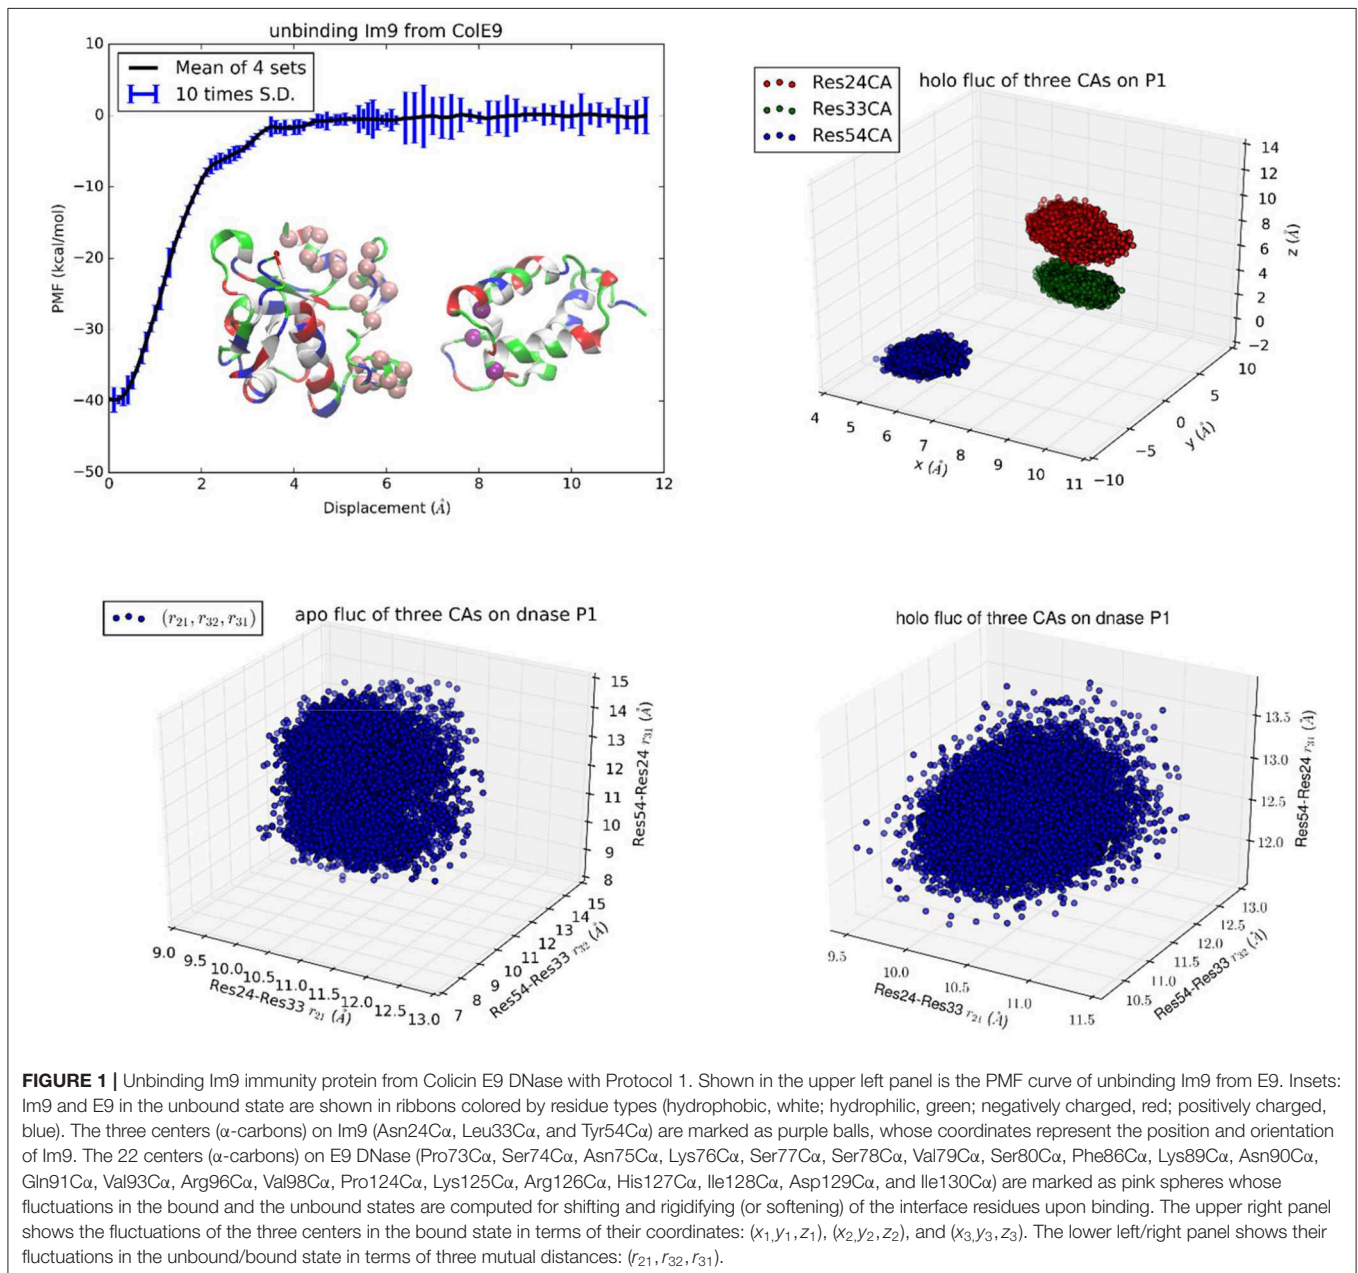 unbinding Im9 from ColE9
Mean of 4 sets
10 times S.D.
10
0
−10
−20
−30
−40
−50
PMF (kcal/mol)
0 2 4 6 8 10 12
Displacement (Å)
holo fluc of three CAs on P1
Res24CA
Res33CA
Res54CA
14
12
10
8
6
4
2
0
−2
z (Å)
4 5 6 7 8 9 10 11
x (Å)
−10 −5 0 5 10
y (Å)
apo fluc of three CAs on dnase P1
(r₂₁, r₃₂, r₃₁)
15
14
13
12
11
10
9
8
Res54-Res24 r₃₁ (Å)
9.0 9.5 10.0 10.5 11.0 11.5 12.0 12.5 13.0
Res24-Res33 r₂₁ (Å)
7 8 9 10 11 12 13 14 15
Res54-Res33 r₃₂ (Å)
holo fluc of three CAs on dnase P1
13.5
13.0
12.5
12.0
Res54-Res24 r₃₁ (Å)
9.5 10.0 10.5 11.0 11.5
Res24-Res33 r₂₁ (Å)
10.5 11.0 11.5 12.0 12.5 13.0
Res54-Res33 r₃₂ (Å)
FIGURE 1 | Unbinding Im9 immunity protein from Colicin E9 DNase with Protocol 1. Shown in the upper left panel is the PMF curve of unbinding Im9 from E9. Insets:
Im9 and E9 in the unbound state are shown in ribbons colored by residue types (hydrophobic, white; hydrophilic, green; negatively charged, red; positively charged,
blue). The three centers (α-carbons) on Im9 (Asn24Cα, Leu33Cα, and Tyr54Cα) are marked as purple balls, whose coordinates represent the position and orientation
of Im9. The 22 centers (α-carbons) on E9 DNase (Pro73Cα, Ser74Cα, Asn75Cα, Lys76Cα, Ser77Cα, Ser78Cα, Val79Cα, Ser80Cα, Phe86Cα, Lys89Cα, Asn90Cα,
Gln91Cα, Val93Cα, Arg96Cα, Val98Cα, Pro124Cα, Lys125Cα, Arg126Cα, His127Cα, Ile128Cα, Asp129Cα, and Ile130Cα) are marked as pink spheres whose
fluctuations in the bound and the unbound states are computed for shifting and rigidifying (or softening) of the interface residues upon binding. The upper right panel
shows the fluctuations of the three centers in the bound state in terms of their coordinates: (x₁,y₁,z₁), (x₂,y₂,z₂), and (x₃,y₃,z₃). The lower left/right panel shows their
fluctuations in the unbound/bound state in terms of three mutual distances: (r₂₁,r₃₂,r₃₁).